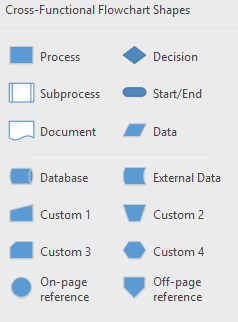 Cross-Functional Flowchart Shapes
Process
Decision
Subprocess
Start/End
Document
Data
Database
External Data
Custom 1
Custom 2
Custom 3
Custom 4
On-page
reference
Off-page
reference